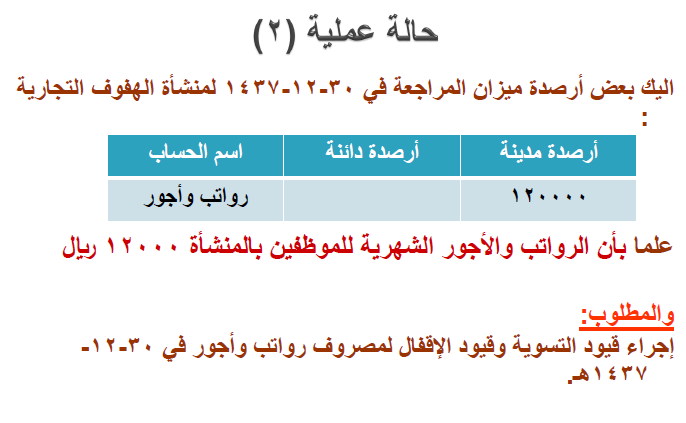 حالة عملية (٢)
اليك بعض أرصدة ميزان المراجعة في ٣٠-١٢-١٤٣٧ لمنشأة الهفوف التجارية
:
أرصدة مدينة أرصدة دائنة اسم الحساب
١٢٠٠٠٠ رواتب وأجور
علما بأن الرواتب والأجور الشهرية للموظفين بالمنشأة ١٢٠٠٠ ريال
والمطلوب:
إجراء قيود التسوية وقيود الإقفال لمصروف رواتب وأجور في ٣٠-١٢-
١٤٣٧هـ.